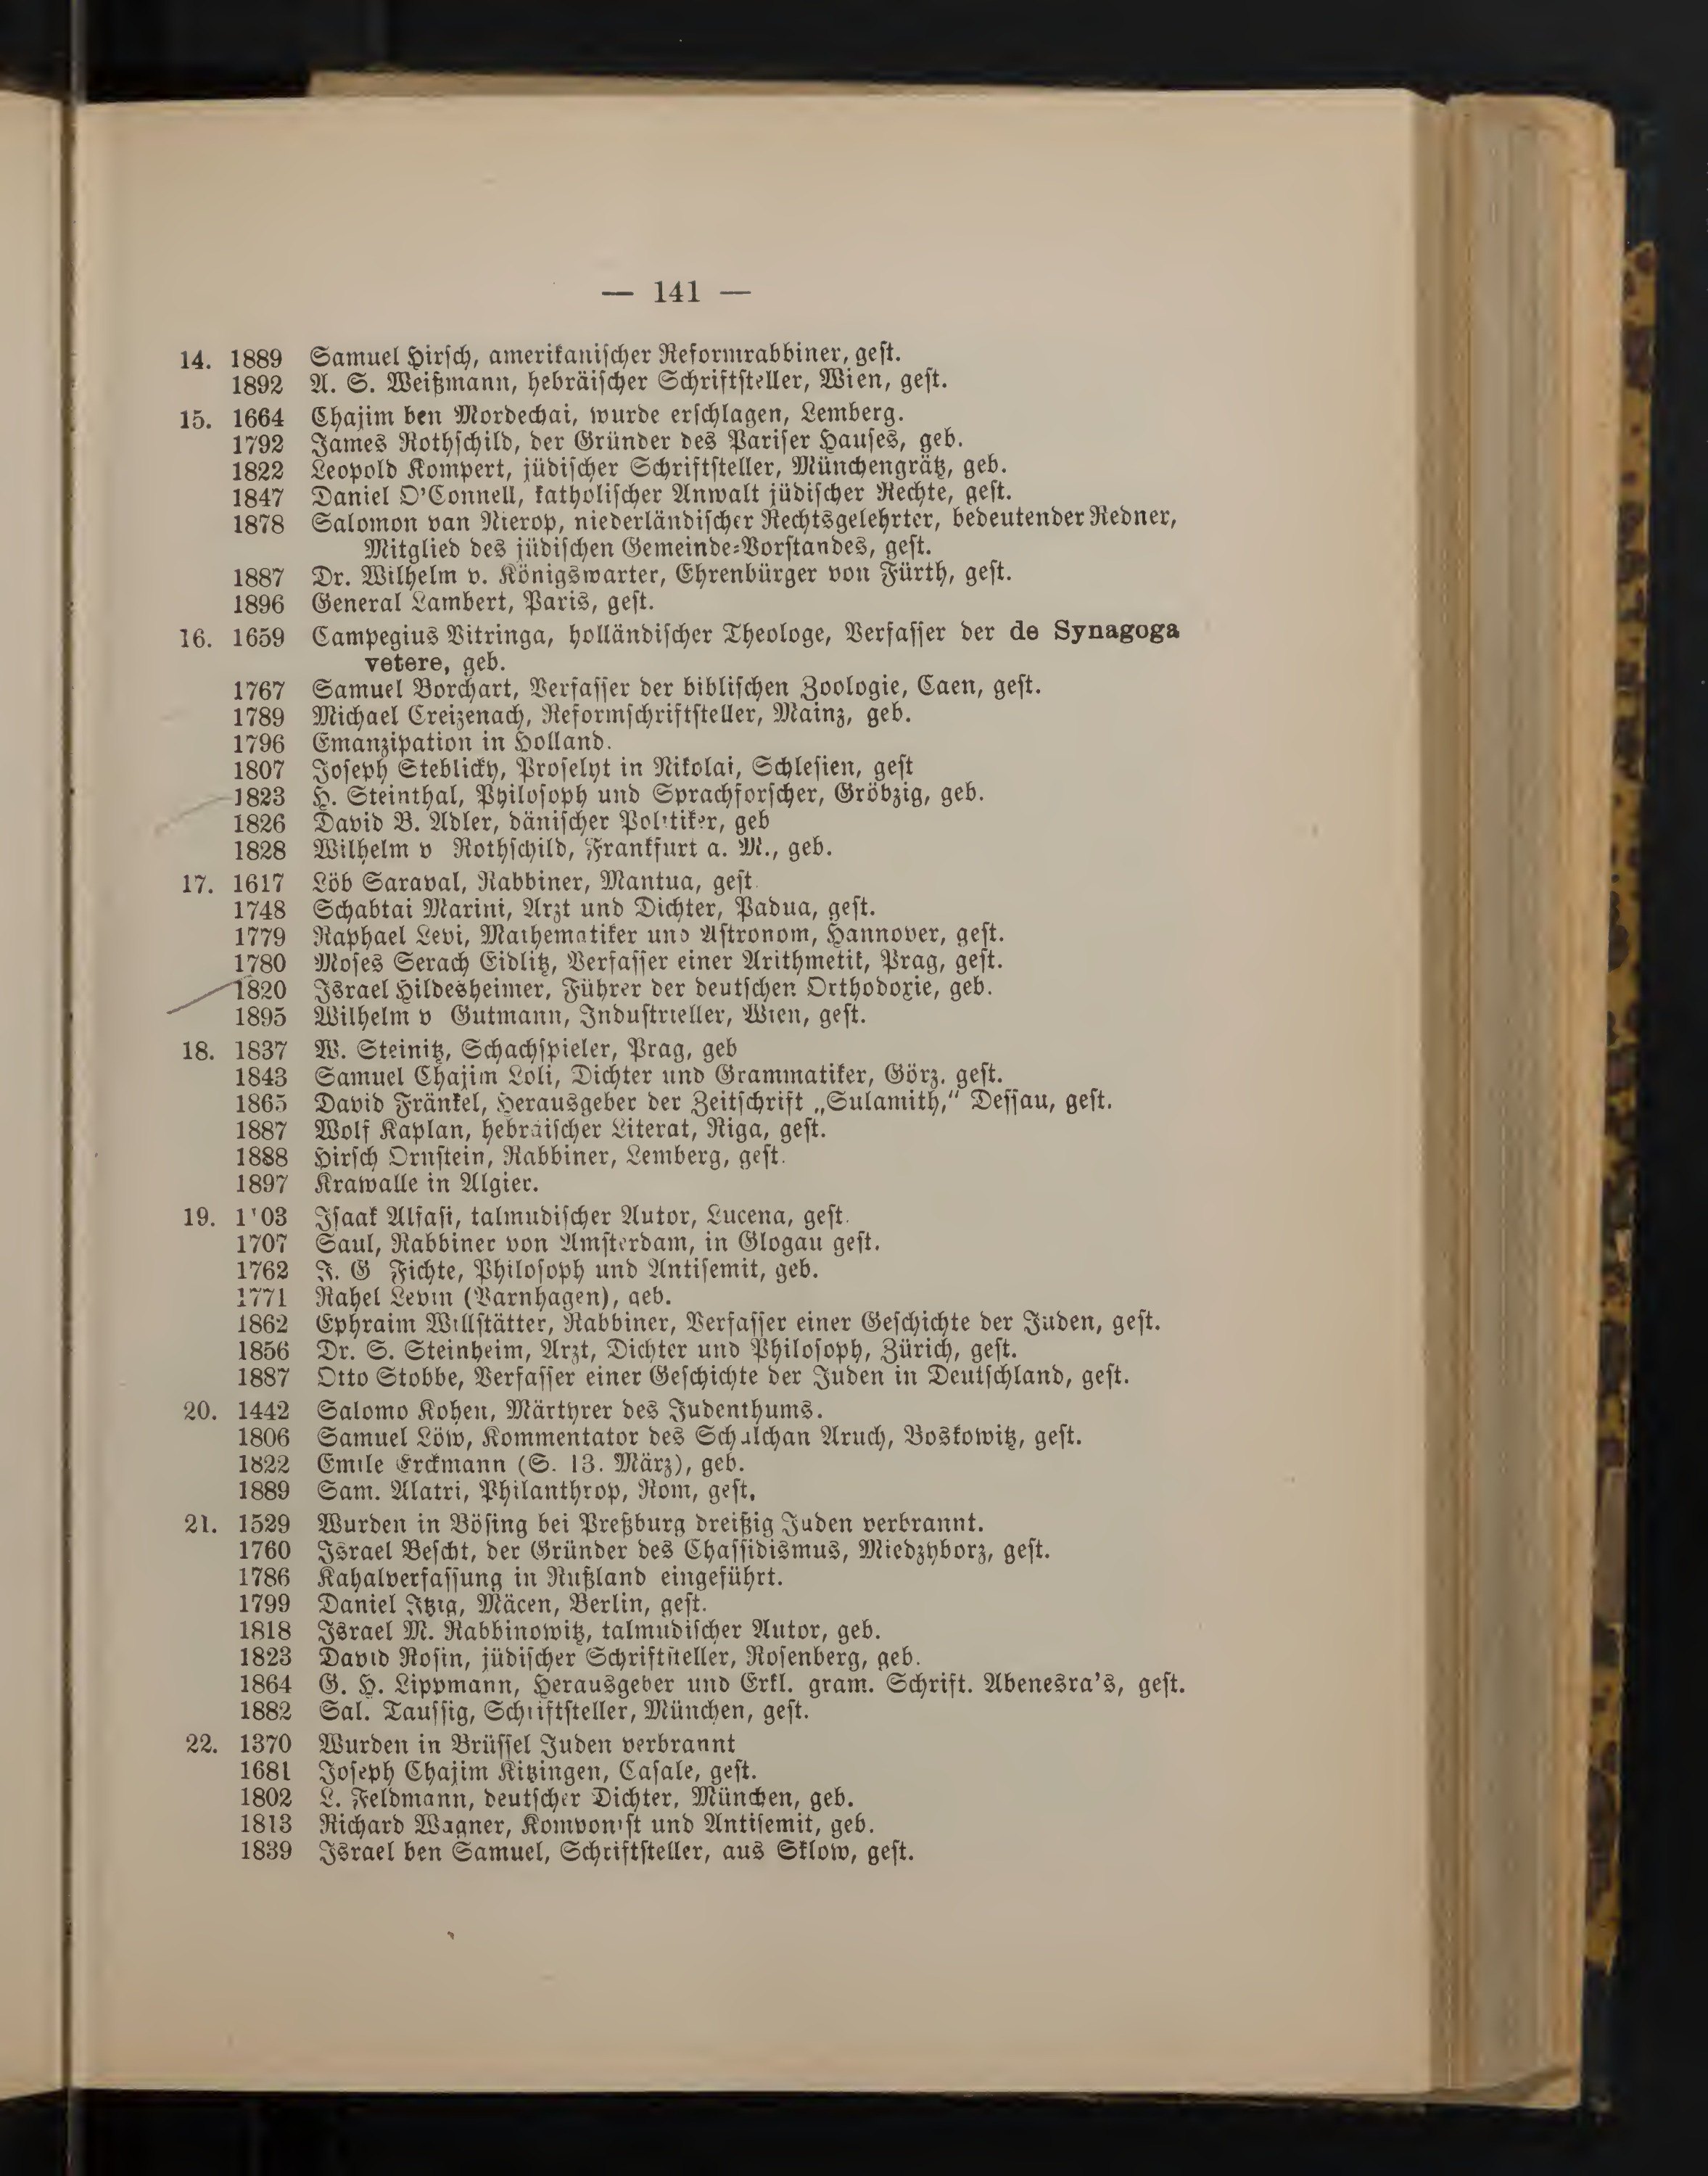 — 141 —
14. 1889 Samuel Hirsch, amerikanischer Reformrabbiner, gest.
1892 A. S. Weißmann, hebräischer Schriftsteller, Wien, gest.
15. 1664 Chajim ben Mordechai, wurde erschlagen, Lemberg.
1792 James Rothschild, der Gründer des Pariser Hauses, geb.
1822 Leopold Kompert, jüdischer Schriftsteller, Münchengrätz, geb.
1847 Daniel O'Connell, katholischer Anwalt jüdischer Rechte, gest.
1878 Salomon van Nierop, niederländischer Rechtsgelehrter, bedeutender Redner,
Mitglied des jüdischen Gemeinde-Vorstandes, gest.
1887 Dr. Wilhelm v. Königswarter, Ehrenbürger von Fürth, gest.
1896 General Lambert, Paris, gest.
16. 1659 Campegius Vitringa, holländischer Theologe, Verfasser der de Synagoga
vetere, geb.
1767 Samuel Borchart, Verfasser der biblischen Zoologie, Caen, gest.
1789 Michael Creizenach, Reformschriftsteller, Mainz, geb.
1796 Emanzipation in Holland.
1807 Joseph Steblicky, Proselyt in Nikolai, Schlesien, gest
1823 H. Steinthal, Philosoph und Sprachforscher, Gröbzig, geb.
1826 David B. Adler, dänischer Politiker, geb
1828 Wilhelm v Rothschild, Frankfurt a. M., geb.
17. 1617 Löb Saraval, Rabbiner, Mantua, gest.
1748 Schabtai Marini, Arzt und Dichter, Padua, gest.
1779 Raphael Levi, Mathematiker und Astronom, Hannover, gest.
1780 Moses Serach Eidlitz, Verfasser einer Arithmetik, Prag, gest.
1820 Israel Hildesheimer, Führer der deutschen Orthodoxie, geb.
1895 Wilhelm v Gutmann, Industrieller, Wien, gest.
18. 1837 W. Steinitz, Schachspieler, Prag, geb
1843 Samuel Chajim Loli, Dichter und Grammatiker, Görz. gest.
1865 David Fränkel, Herausgeber der Zeitschrift „Sulamith,“ Dessau, gest.
1887 Wolf Kaplan, hebräischer Literat, Riga, gest.
1888 Hirsch Ornstein, Rabbiner, Lemberg, gest.
1897 Krawalle in Algier.
19. 1'03 Isaak Alfasi, talmudischer Autor, Lucena, gest.
1707 Saul, Rabbiner von Amsterdam, in Glogau gest.
1762 J. G Fichte, Philosoph und Antisemit, geb.
1771 Rahel Levin (Varnhagen), geb.
1862 Ephraim Willstätter, Rabbiner, Verfasser einer Geschichte der Juden, gest.
1856 Dr. S. Steinheim, Arzt, Dichter und Philosoph, Zürich, gest.
1887 Otto Stobbe, Verfasser einer Geschichte der Juden in Deutschland, gest.
20. 1442 Salomo Kohen, Märtyrer des Judenthums.
1806 Samuel Löw, Kommentator des Schulchan Aruch, Boskowitz, gest.
1822 Emile Erckmann (S. 13. März), geb.
1889 Sam. Alatri, Philanthrop, Rom, gest.
21. 1529 Wurden in Bösing bei Preßburg dreißig Juden verbrannt.
1760 Israel Bescht, der Gründer des Chassidismus, Miedzyborz, gest.
1786 Kahalverfassung in Rußland eingeführt.
1799 Daniel Itzig, Mäcen, Berlin, gest.
1818 Israel M. Rabbinowitz, talmudischer Autor, geb.
1823 David Rosin, jüdischer Schriftsteller, Rosenberg, geb.
1864 G. H. Lippmann, Herausgeber und Erkl. gram. Schrift. Abenesra's, gest.
1882 Sal. Taussig, Schriftsteller, München, gest.
22. 1370 Wurden in Brüssel Juden verbrannt
1681 Joseph Chajim Kitzingen, Casale, gest.
1802 L. Feldmann, deutscher Dichter, München, geb.
1813 Richard Wagner, Komponist und Antisemit, geb.
1839 Israel ben Samuel, Schriftsteller, aus Sklow, gest.